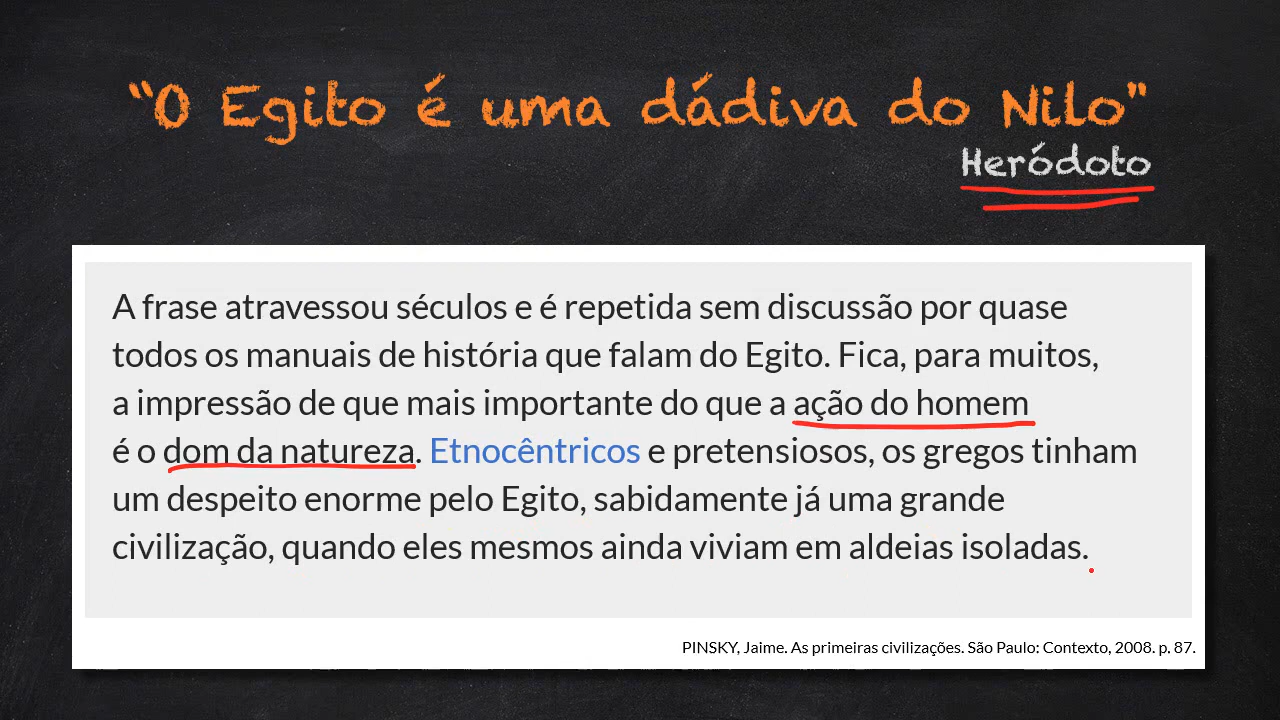 “O Egito é uma dádiva do Nilo"
Heródoto
A frase atravessou séculos e é repetida sem discussão por quase
todos os manuais de história que falam do Egito. Fica, para muitos,
a impressão de que mais importante do que a ação do homem
é o dom da natureza. Etnocêntricos e pretensiosos, os gregos tinham
um despeito enorme pelo Egito, sabidamente já uma grande
civilização, quando eles mesmos ainda viviam em aldeias isoladas.
PINSKY, Jaime. As primeiras civilizações. São Paulo: Contexto, 2008. p. 87.